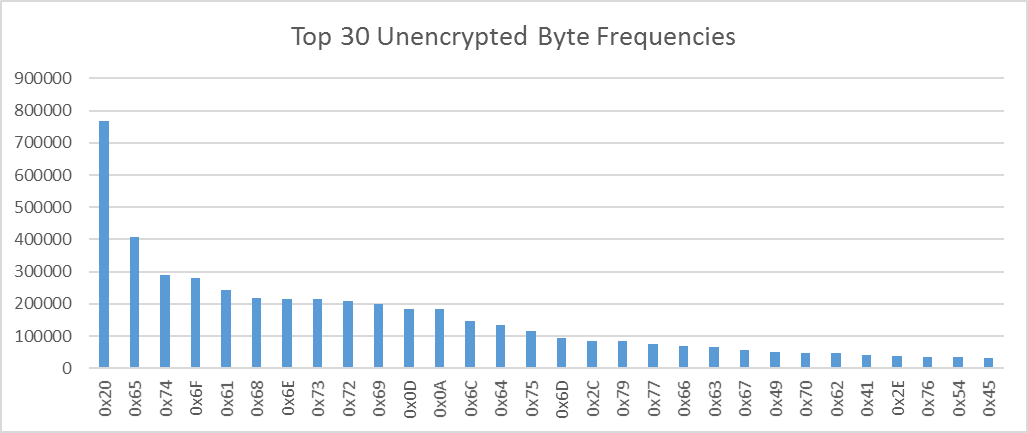 Top 30 Unencrypted Byte Frequencies
900000
800000
700000
600000
500000
400000
300000
200000
100000
0
0x20
0x65
0x74
0x6F
0x61
0x68
0x6E
0x73
0x72
0x69
0x0D
0x0A
0x6C
0x64
0x75
0x6D
0x2C
0x79
0x77
0x66
0x63
0x67
0x49
0x70
0x62
0x41
0x2E
0x76
0x54
0x45